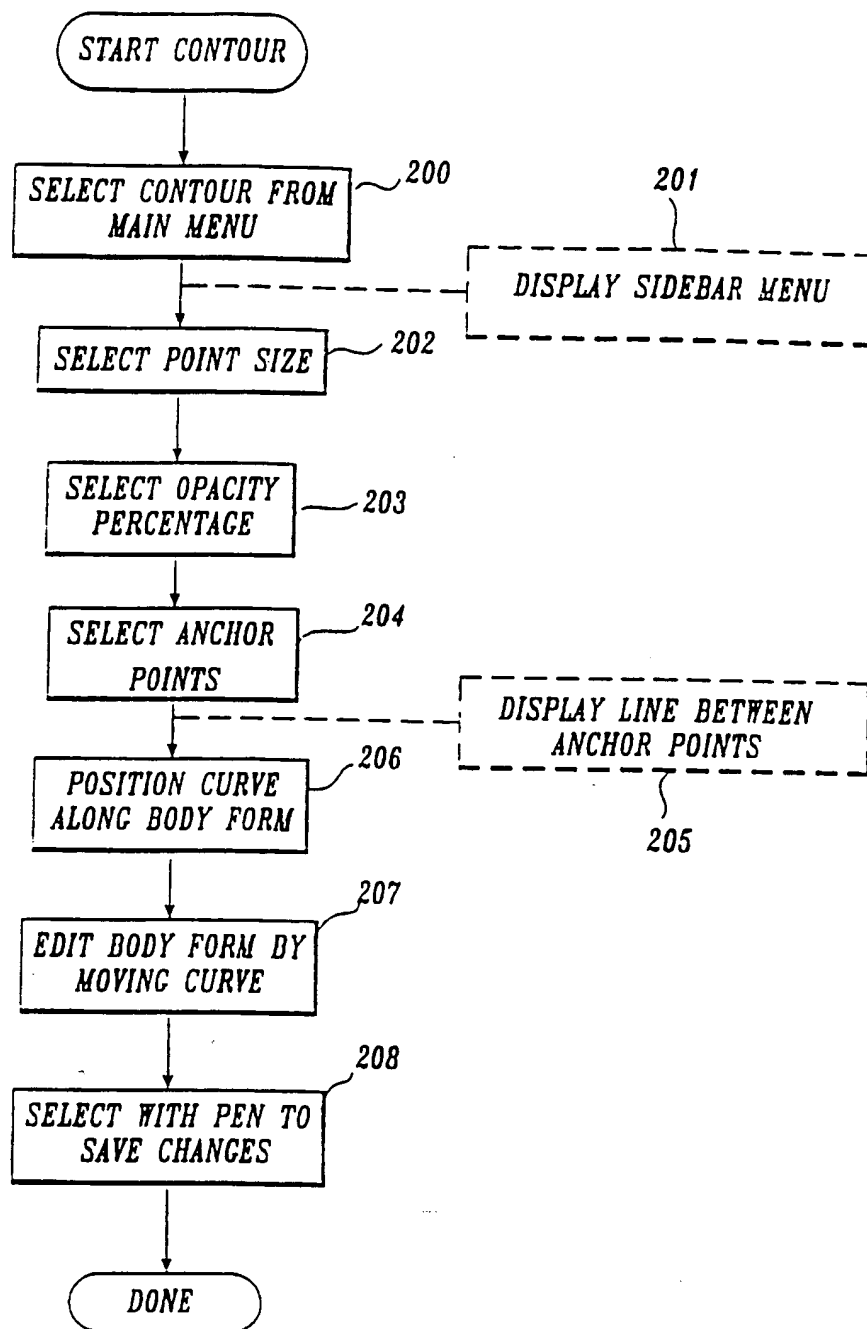 START CONTOUR
200
SELECT CONTOUR FROM
MAIN MENU
201
DISPLAY SIDEBAR MENU
SELECT POINT SIZE
202
SELECT OPACITY
PERCENTAGE
203
204
SELECT ANCHOR
POINTS
DISPLAY LINE BETWEEN
ANCHOR POINTS
205
206
POSITION CURVE
ALONG BODY FORM
207
EDIT BODY FORM BY
MOVING CURVE
208
SELECT WITH PEN TO
SAVE CHANGES
DONE